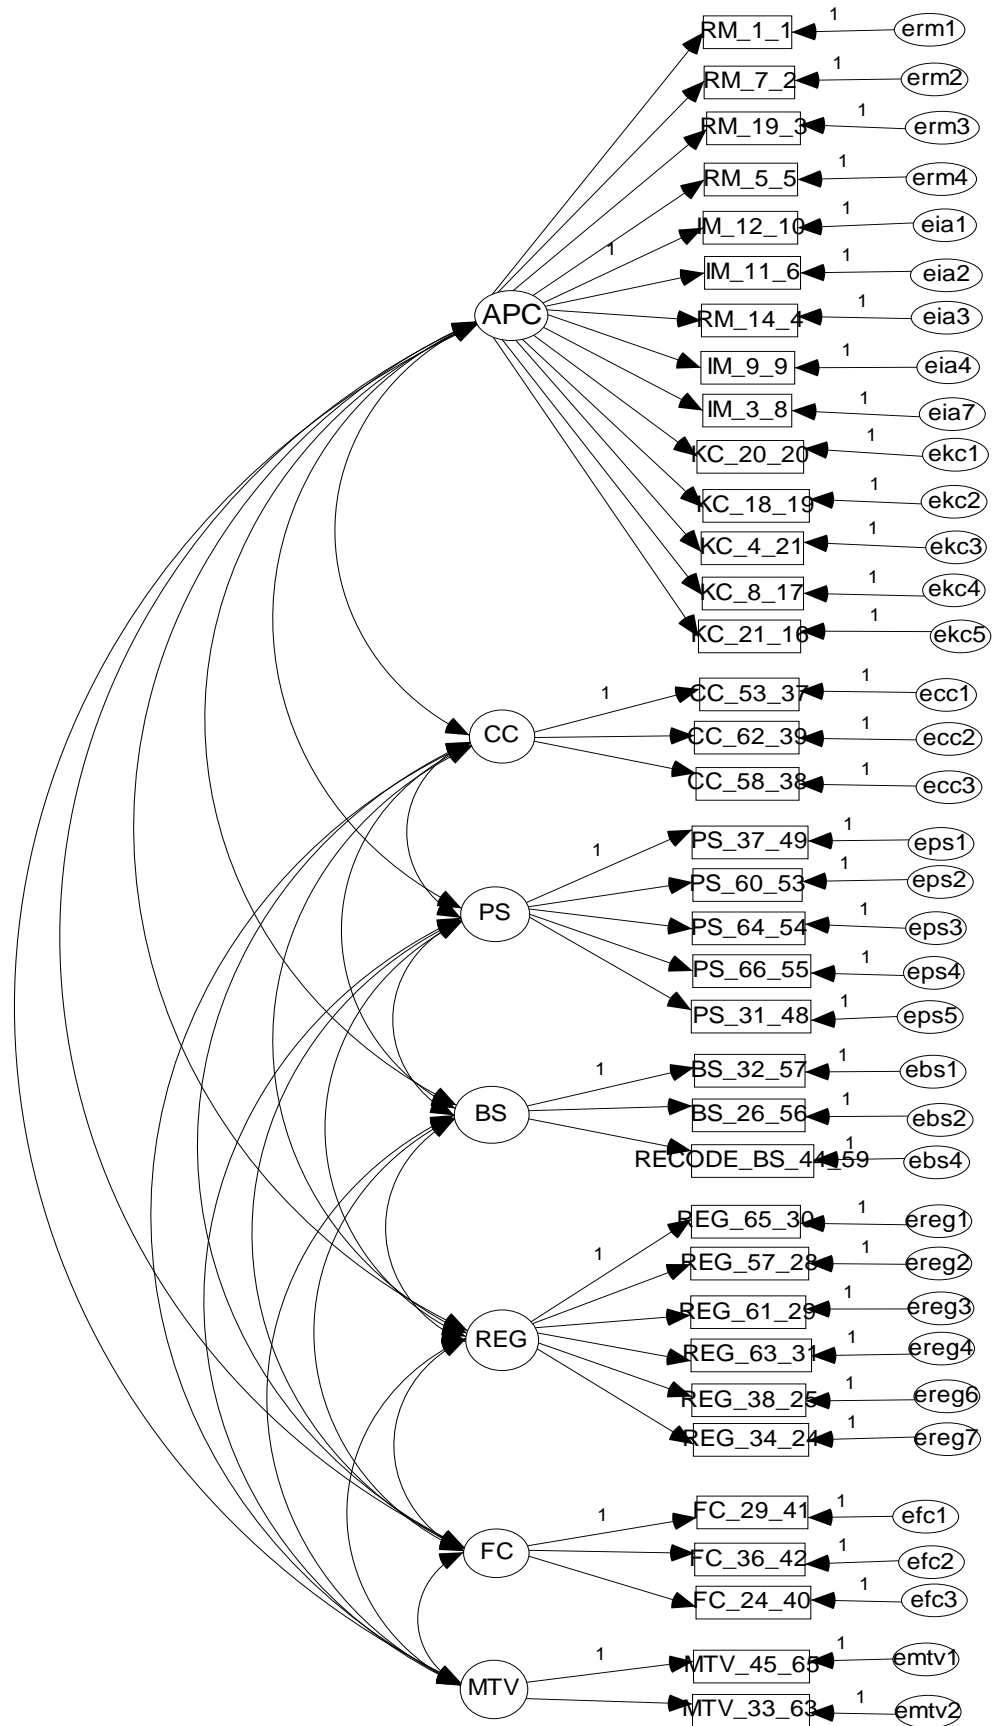 RM_1_1 1 erm1
RM_7_2 1 erm2
RM_19_3 1 erm3
RM_5_5 1 erm4
IM_12_10 1 eia1
1
IM_11_6 1 eia2
APC
RM_14_4 1 eia3
IM_9_9 1 eia4
IM_3_8 1 eia7
KC_20_20 1 ekc1
KC_18_19 1 ekc2
KC_4_21 1 ekc3
KC_8_17 1 ekc4
KC_21_16 1 ekc5
1 CC_53_37 1 ecc1
CC CC_62_39 1 ecc2
CC_58_38 1 ecc3
1 PS_37_49 1 eps1
PS_60_53 1 eps2
PS PS_64_54 1 eps3
PS_66_55 1 eps4
PS_31_48 1 eps5
1 BS_32_57 1 ebs1
BS BS_26_56 1 ebs2
RECODE_BS_44_59 1 ebs4
REG_65_30 1 ereg1
1 REG_57_28 1 ereg2
REG_61_29 1 ereg3
REG REG_63_31 1 ereg4
REG_38_25 1 ereg6
REG_34_24 1 ereg7
1 FC_29_41 1 efc1
FC FC_36_42 1 efc2
FC_24_40 1 efc3
1 MTV_45_65 1 emtv1
MTV MTV_33_63 1 emtv2